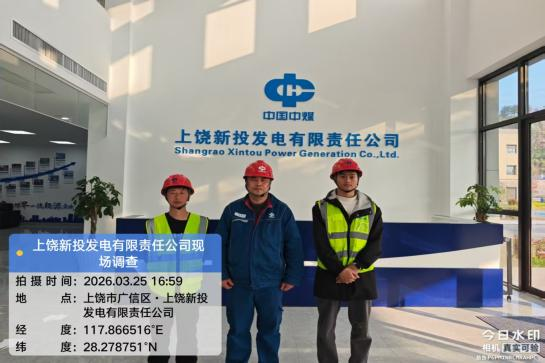 中国中煤
上饶新投发电有限责任公司
Shangrao Xintou Power Generation Co.,Ltd.
上饶新投发电有限责任公司现
场调查
拍摄时间：2026.03.25 16:59
地 点：上饶市广信区·上饶新投
发电有限责任公司
经 度：117.866516°E
纬 度：28.278751°N
今日水印
相机 真实可验